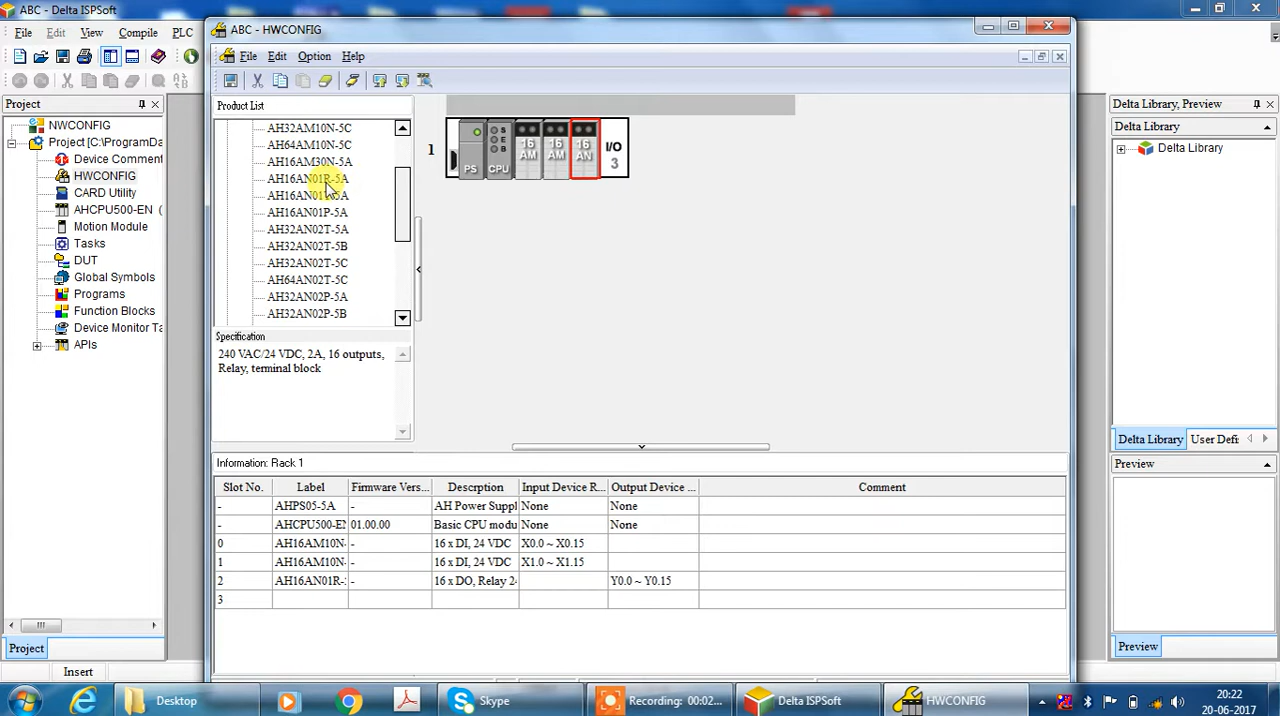 ABC - Delta ISPSoft
File Edit View Compile PLC
Project
NWCONFIG
Project [C:\ProgramDa
Device Comment
HWCONFIG
CARD Utility
AHCPU500-EN (
Motion Module
Tasks
DUT
Global Symbols
Programs
Function Blocks
Device Monitor Ta
APIs
Project
Insert
ABC - HWCONFIG
File Edit Option Help
Product List
AH32AM10N-5C
AH64AM10N-5C
AH16AM30N-5A
AH16AN01R-5A
AH16AN01P-5A
AH32AN02T-5A
AH32AN02T-5B
AH32AN02T-5C
AH64AN02T-5C
AH32AN02P-5A
AH32AN02P-5B
Specification
240 VAC/24 VDC, 2A, 16 outputs,
Relay, terminal block
1
PS
S
E
B
CPU
16
AM
16
AM
16
AN
I/O
3
Information: Rack 1
Slot No. Label Firmware Vers... Descrption Input Device R... Output Device ... Comment
- AHPS05-5A AH Power Suppl None None
- AHCPU500-EN 01.00.00 Basic CPU modu None None
0 AH16AM10N- - 16 x DI, 24 VDC X0.0 ~ X0.15
1 AH16AM10N- - 16 x DI, 24 VDC X1.0 ~ X1.15
2 AH16AN01R-: - 16 x DO, Relay 24 Y0.0 ~ Y0.15
3
Delta Library, Preview
Delta Library
Delta Library
Delta Library User Defi
Preview
Preview
Desktop
Skype
Recording: 00:02...
Delta ISPSoft
HWCONFIG
20:22
20-06-2017